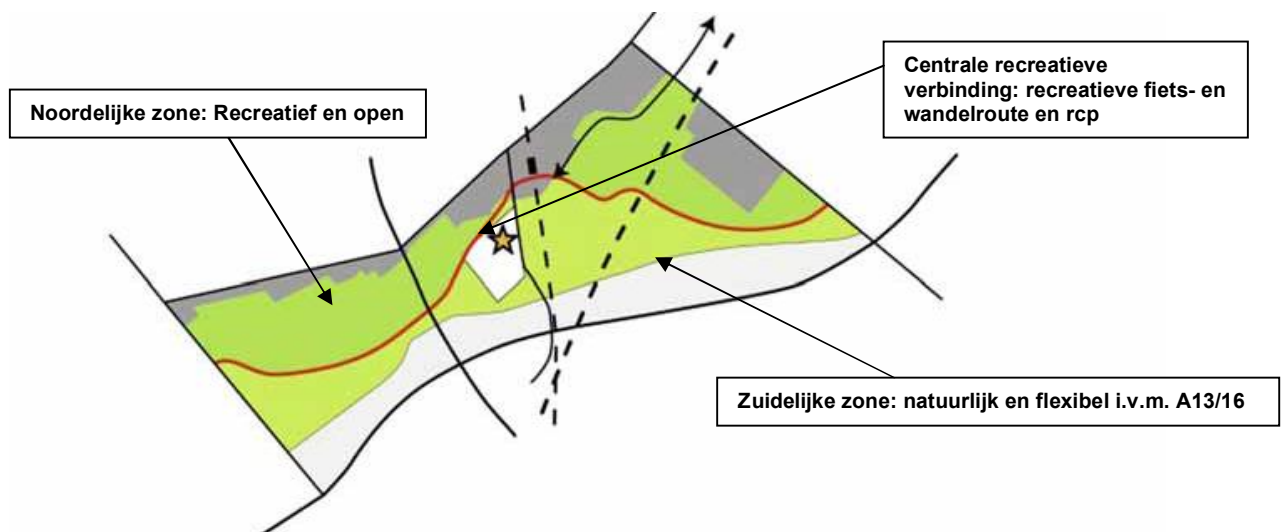 Noordelijke zone: Recreatief en open
Centrale recreatieve
verbinding: recreatieve fiets- en
wandelroute en rcp
Zuidelijke zone: natuurlijk en flexibel i.v.m. A13/16